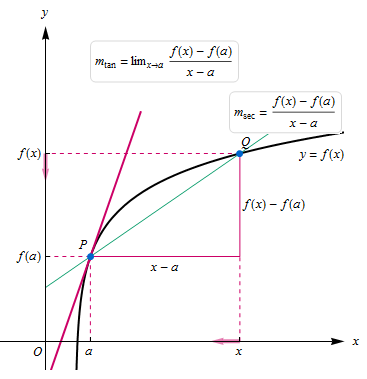 y
m_tan = lim_{x→a} (f(x) − f(a))/(x − a)
m_sec = (f(x) − f(a))/(x − a)
Q
f(x)
y = f(x)
f(x) − f(a)
P
f(a)
x − a
O
a
x
x